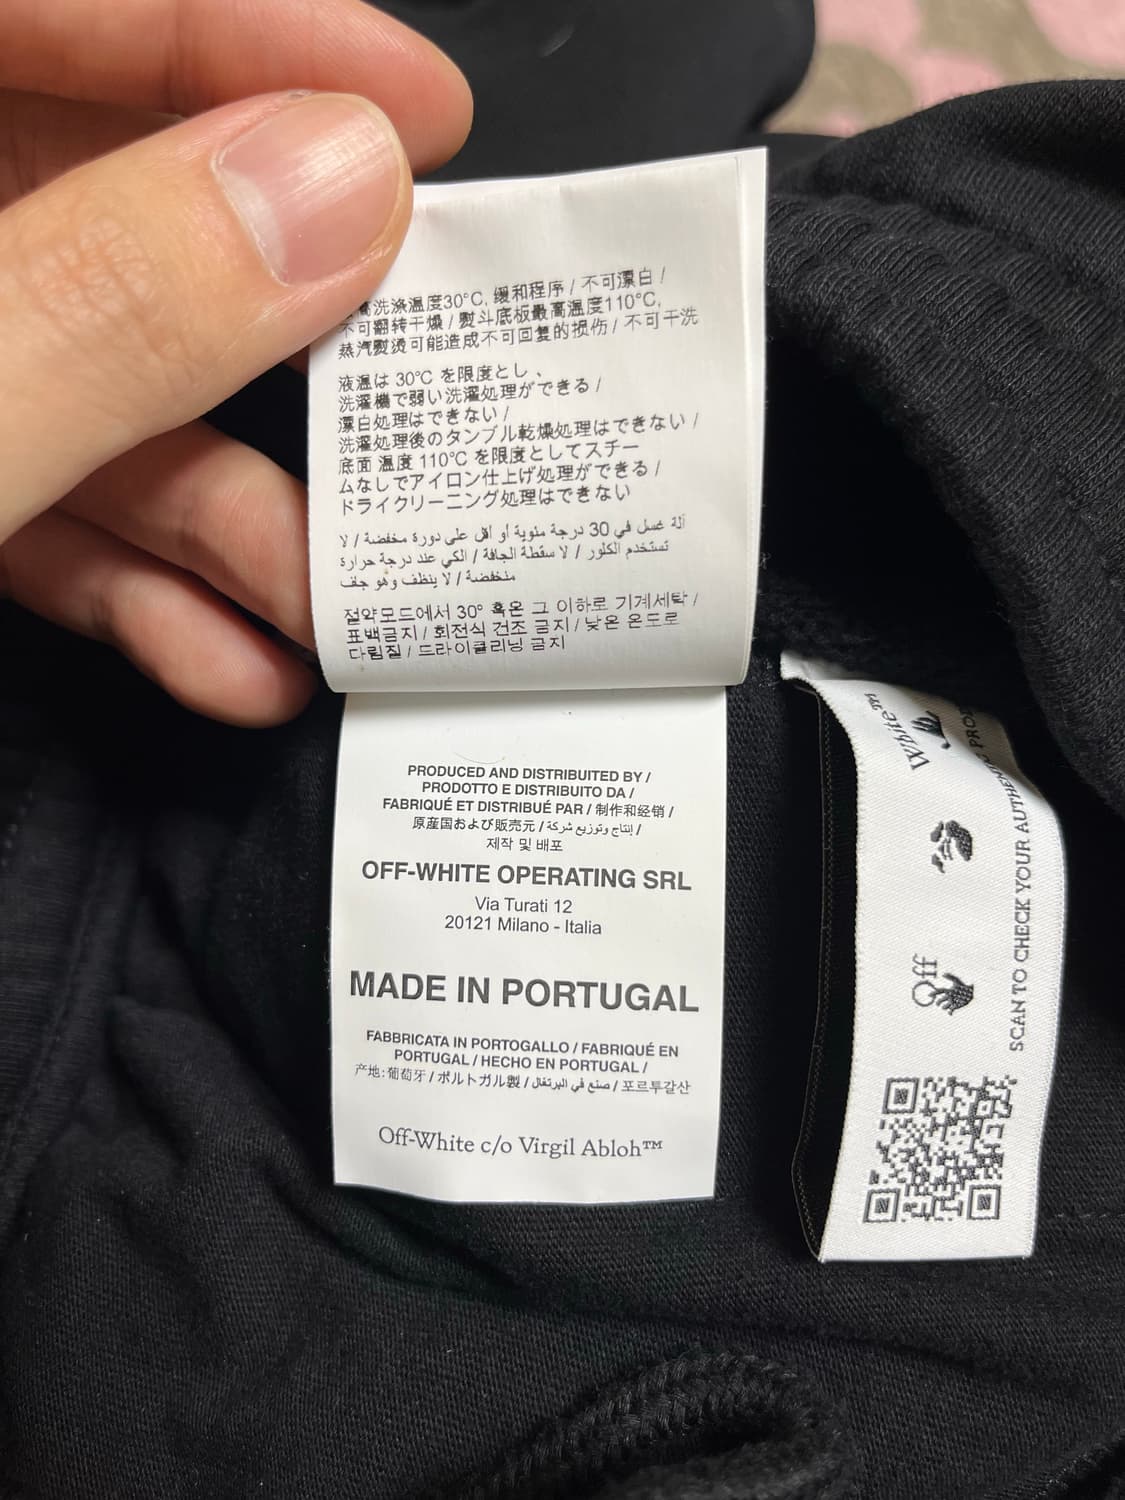 高洗涤温度30°C, 缓和程序 / 不可漂白 /
不可翻转干燥 / 熨斗底板最高温度110°C,
蒸汽熨烫可能造成不可回复的损伤 / 不可干洗
液温は 30°C を限度とし 、
洗濯機で弱い洗濯処理ができる /
漂白処理はできない /
洗濯処理後のタンブル乾燥処理はできない /
底面 温度 110°C を限度としてスチー
ムなしでアイロン仕上げ処理ができる /
ドライクリーニング処理はできない
آلة غسل في 30 درجة مئوية أو أقل على دورة مخفضة / لا
تستخدم الكلور / لا سقطة الجافة / الكي عند درجة حرارة
منخفضة / لا ينظف وهو جاف
절약모드에서 30° 혹은 그 이하로 기계세탁 /
표백금지 / 회전식 건조 금지 / 낮은 온도로
다림질 / 드라이클리닝 금지
PRODUCED AND DISTRIBUITED BY /
PRODOTTO E DISTRIBUITO DA /
FABRIQUÉ ET DISTRIBUÉ PAR / 制作和经销 /
原産国および販売元 / إنتاج وتوزيع شركة /
제작 및 배포
OFF-WHITE OPERATING SRL
Via Turati 12
20121 Milano - Italia
MADE IN PORTUGAL
FABBRICATA IN PORTOGALLO / FABRIQUÉ EN
PORTUGAL / HECHO EN PORTUGAL /
产地: 葡萄牙 / ポルトガル製 / صنع في البرتغال / 포르투갈산
Off-White c/o Virgil Abloh™
Off
White™
SCAN TO CHECK YOUR AUTHENTIC